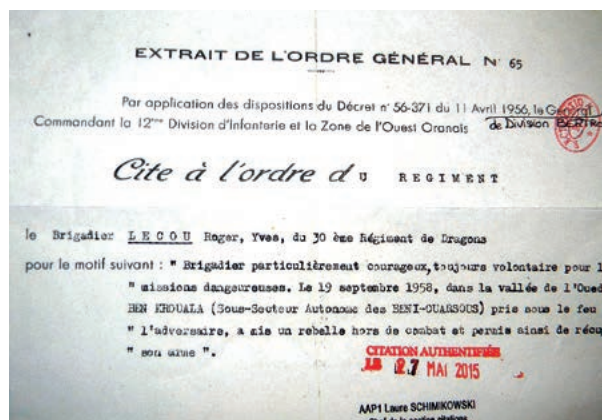 EXTRAIT DE L'ORDRE GÉNÉRAL N° 65
Par application des dispositions du Décret n° 56-371 du 11 Avril 1956, le Général
Commandant la 12ème Division d'Infanterie et la Zone de l'Ouest Oranais de Division
Cite à l'ordre du REGIMENT
le Brigadier LECOU Roger, Yves, du 30 ème Régiment de Dragons
pour le motif suivant : " Brigadier particulièrement courageux, toujours volontaire pour l
" missions dangereuses. Le 19 septembre 1958, dans la vallée de l'Oued
BEN KROUALA (Sous-Secteur Autonome des BENI-OUARSOUS) pris sous le feu
" l'adversaire, a mis un rebelle hors de combat et permis ainsi de récu
" son arme ".
CITATION AUTHENTIFIÉE
LE 27 MAI 2015
AAP1 Laure SCHIMIKOWSKI